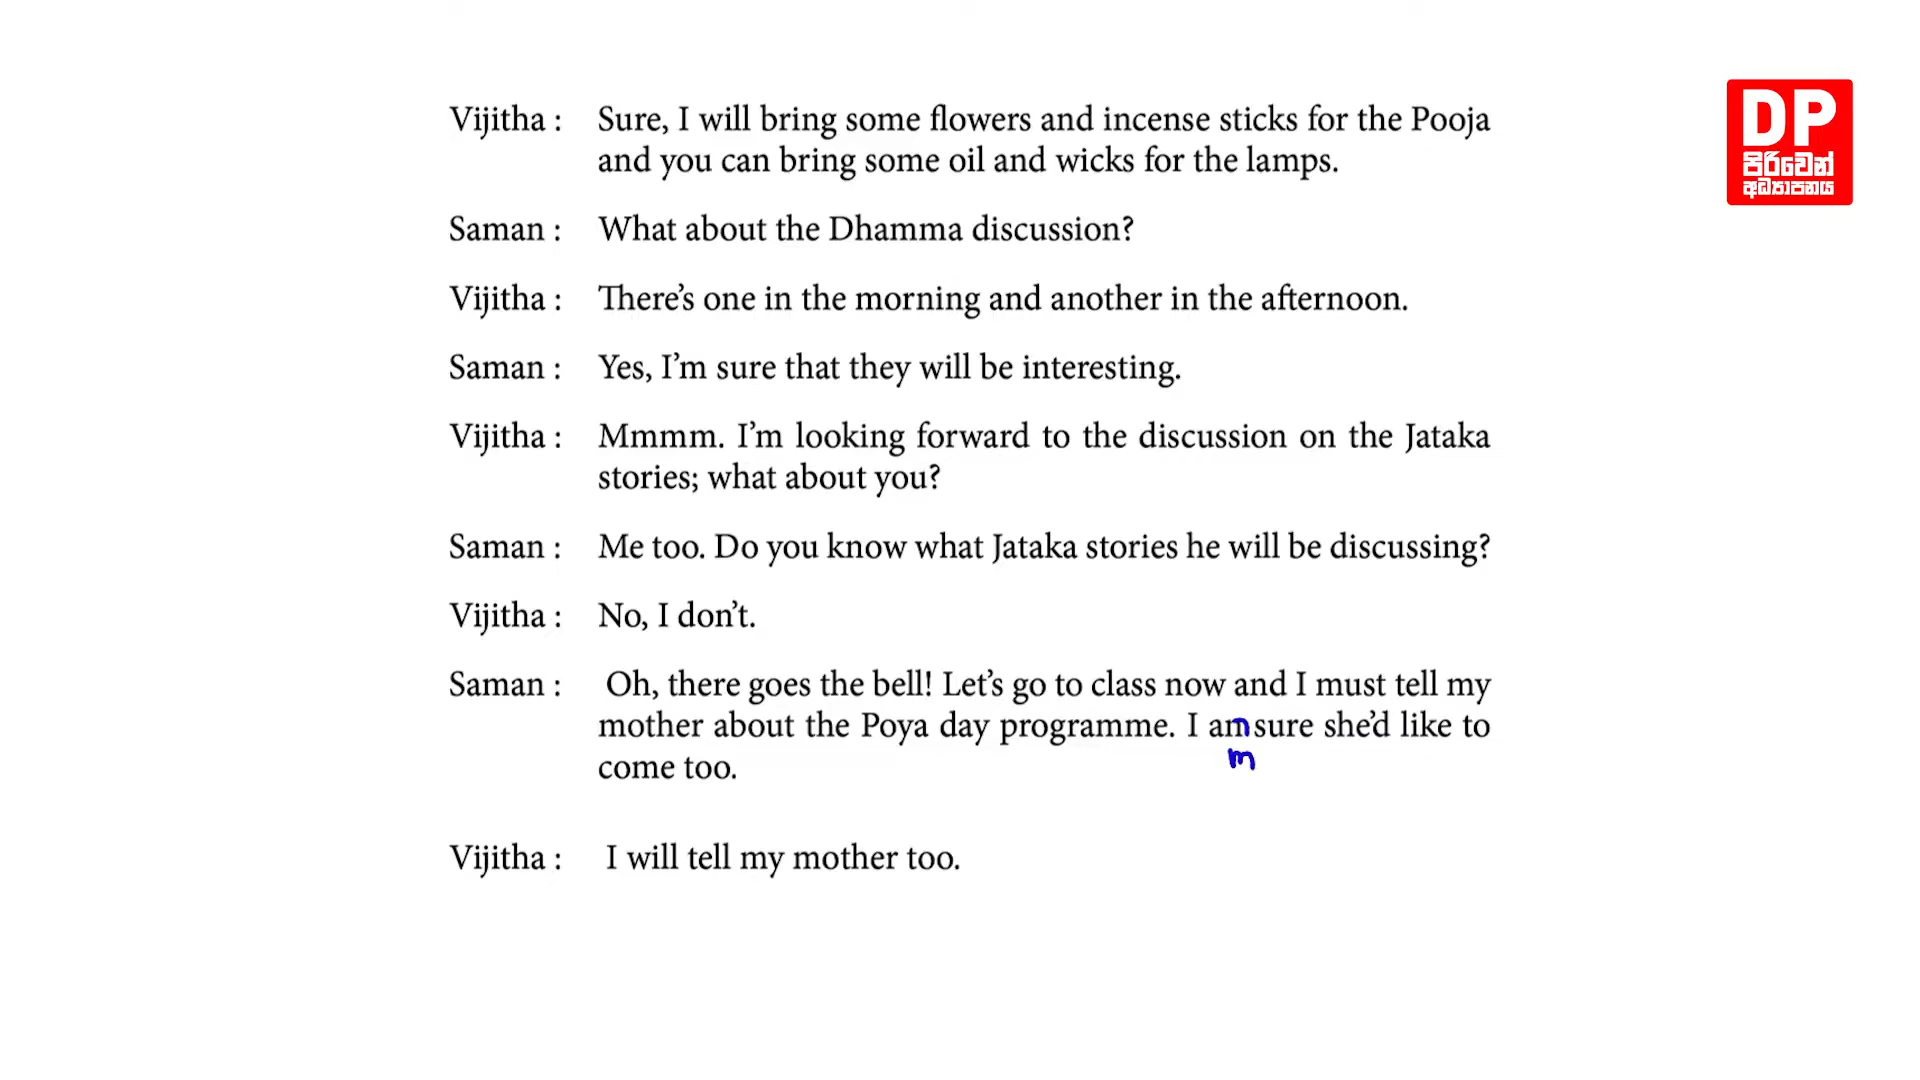 DP
පිරිවෙන්
අධ්‍යාපනය
Vijitha : Sure, I will bring some flowers and incense sticks for the Pooja
and you can bring some oil and wicks for the lamps.
Saman : What about the Dhamma discussion?
Vijitha : There's one in the morning and another in the afternoon.
Saman : Yes, I'm sure that they will be interesting.
Vijitha : Mmmm. I'm looking forward to the discussion on the Jataka
stories; what about you?
Saman : Me too. Do you know what Jataka stories he will be discussing?
Vijitha : No, I don't.
Saman : Oh, there goes the bell! Let's go to class now and I must tell my
mother about the Poya day programme. I am sure she'd like to
m
come too.
Vijitha : I will tell my mother too.